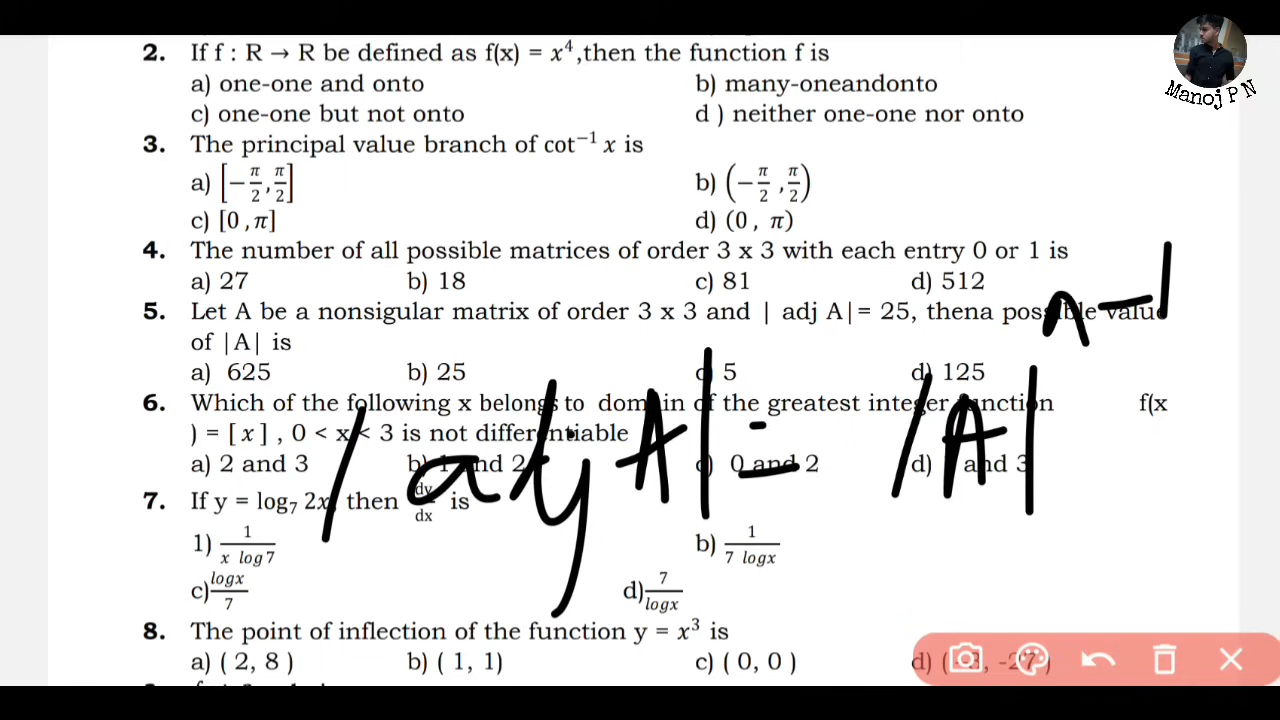 2. If f : R → R be defined as f(x) = x⁴,then the function f is
a) one-one and onto b) many-oneandonto
c) one-one but not onto d ) neither one-one nor onto
3. The principal value branch of cot⁻¹ x is
a) [−π/2, π/2] b) (−π/2 , π/2)
c) [0 , π] d) (0 , π)
4. The number of all possible matrices of order 3 x 3 with each entry 0 or 1 is
a) 27 b) 18 c) 81 d) 512
5. Let A be a nonsigular matrix of order 3 x 3 and | adj A|= 25, thena possible value
of |A| is
a) 625 b) 25 c) 5 d) 125
6. Which of the following x belongs to domain of the greatest integer function f(x
) = [ x ] , 0 < x < 3 is not differentiable
a) 2 and 3 b) 1 and 2 c) 0 and 2 d) and 3
7. If y = log₇ 2x, then dy/dx is
1) 1/(x log7) b) 1/(7 logx)
c) logx/7 d) 7/logx
8. The point of inflection of the function y = x³ is
a) ( 2, 8 ) b) ( 1, 1) c) ( 0, 0 ) d) ( -3, -27 )
|adj A| = |A|ⁿ⁻¹
Manoj P N